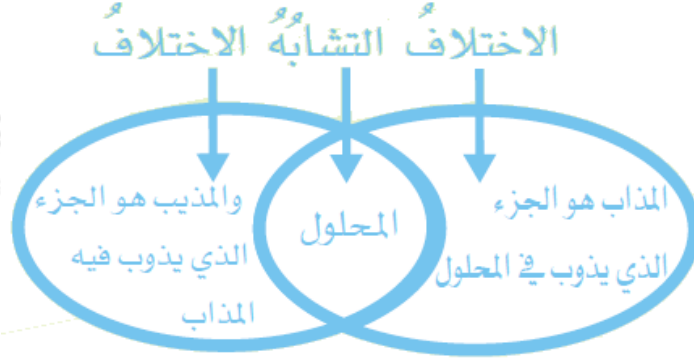 الاختلافُ التشابُهُ الاختلافُ
المذاب هو الجزء
الذي يذوب في المحلول
المحلول
والمذيب هو الجزء
الذي يذوب فيه
المذاب